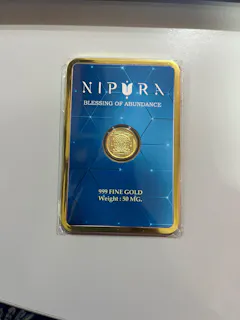 NIPURA
BLESSING OF ABUNDANCE
999 FINE GOLD
Weight : 50 MG.